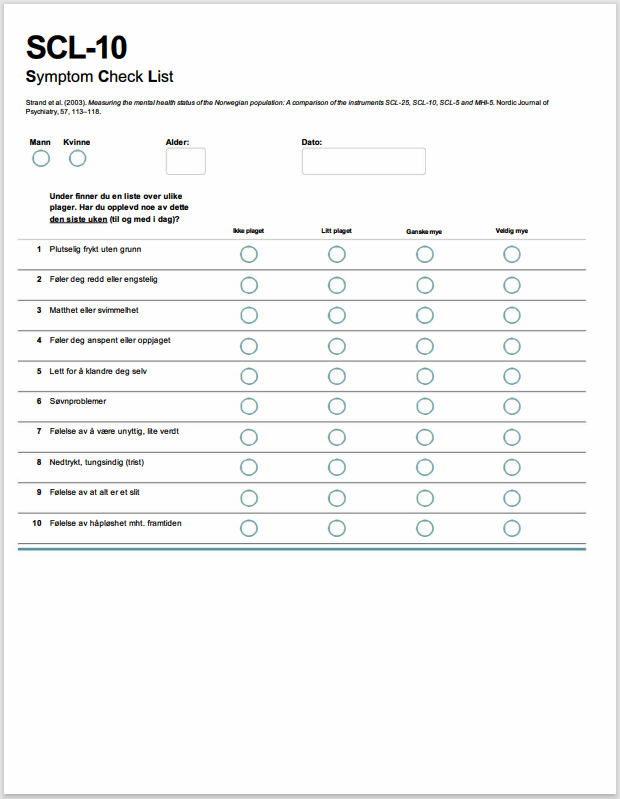 SCL-10
Symptom Check List
Strand et al. (2003). Measuring the mental health status of the Norwegian population: A comparison of the instruments SCL-25, SCL-10, SCL-5 and MHI-5. Nordic Journal of
Psychiatry, 57, 113–118.
Mann Kvinne Alder: Dato:
Under finner du en liste over ulike
plager. Har du opplevd noe av dette
den siste uken (til og med i dag)?
Ikke plaget Litt plaget Ganske mye Veldig mye
1 Plutselig frykt uten grunn
2 Føler deg redd eller engstelig
3 Matthet eller svimmelhet
4 Føler deg anspent eller oppjaget
5 Lett for å klandre deg selv
6 Søvnproblemer
7 Følelse av å være unyttig, lite verdt
8 Nedtrykt, tungsindig (trist)
9 Følelse av at alt er et slit
10 Følelse av håpløshet mht. framtiden